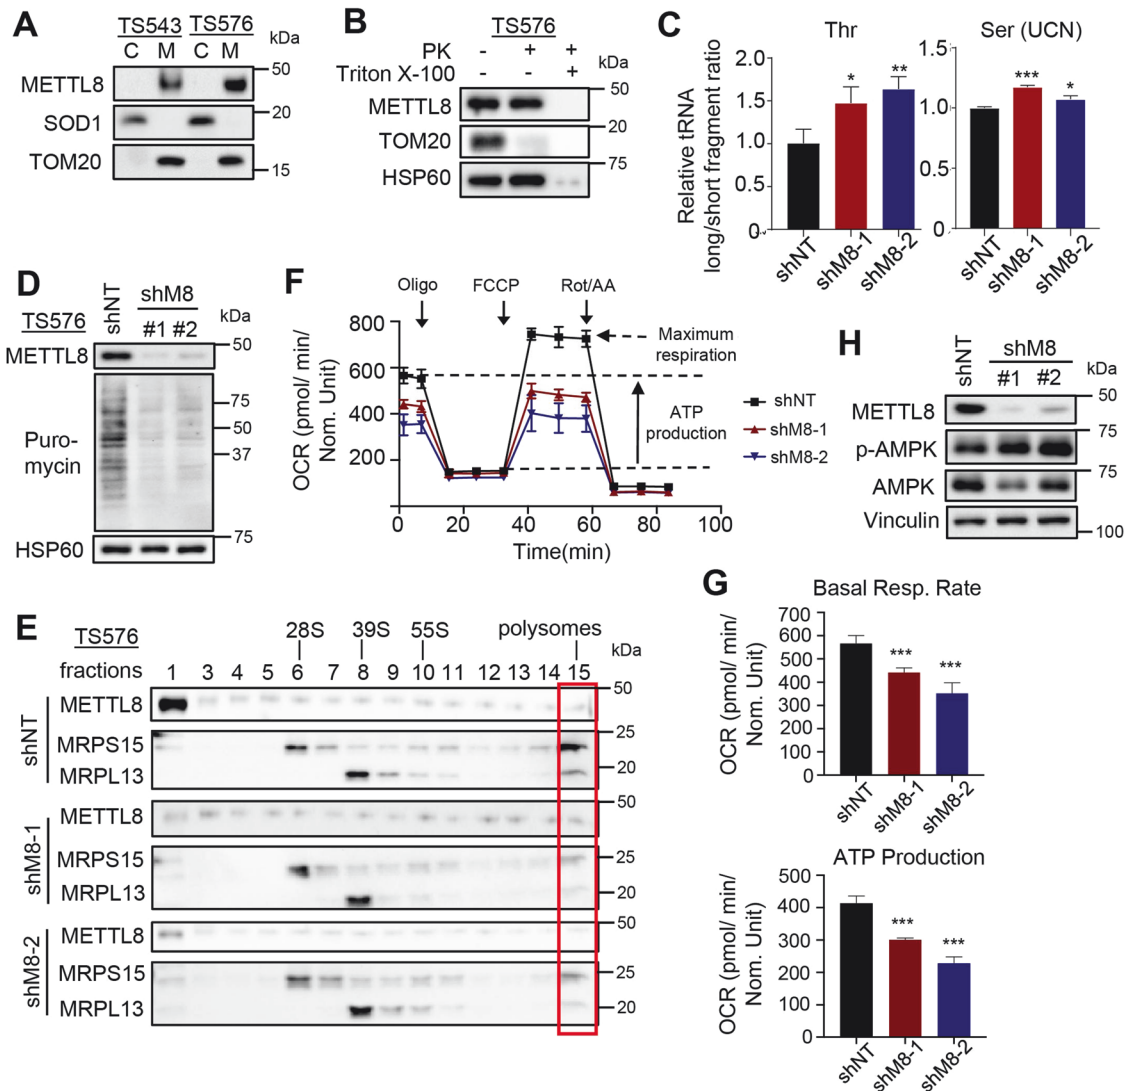 A
TS543 TS576
C M C M kDa
METTL8
50
SOD1
20
TOM20
15
B
TS576
PK - + +
Triton X-100 - - +
kDa
METTL8
50
TOM20
20
HSP60
75
C
Thr
Ser (UCN)
Relative tRNA
long/short fragment ratio
2.0
1.5
1.0
0.5
0
* **
shNT shM8-1 shM8-2
1.5
1.0
0.5
0
*** *
shNT shM8-1 shM8-2
D
TS576
shNT
shM8
#1 #2
kDa
METTL8
50
Puro-
mycin
75
50
37
HSP60
75
F
Oligo FCCP Rot/AA
OCR (pmol/ min/
Nom. Unit)
800
600
400
200
0 20 40 60 80 100
Time(min)
Maximum
respiration
ATP
production
shNT
shM8-1
shM8-2
H
shNT
shM8
#1 #2
kDa
METTL8
50
p-AMPK
75
AMPK
75
Vinculin
100
E
TS576
28S 39S 55S polysomes
fractions 1 3 4 5 6 7 8 9 10 11 12 13 14 15
kDa
shNT
METTL8
50
MRPS15
25
MRPL13
20
shM8-1
METTL8
50
MRPS15
25
MRPL13
20
shM8-2
METTL8
50
MRPS15
25
MRPL13
20
G
Basal Resp. Rate
OCR (pmol/ min/
Nom. Unit)
700
600
500
400
300
200
100
0
*** ***
shNT shM8-1 shM8-2
ATP Production
OCR (pmol/ min/
Nom. Unit)
500
400
300
200
100
0
*** ***
shNT shM8-1 shM8-2